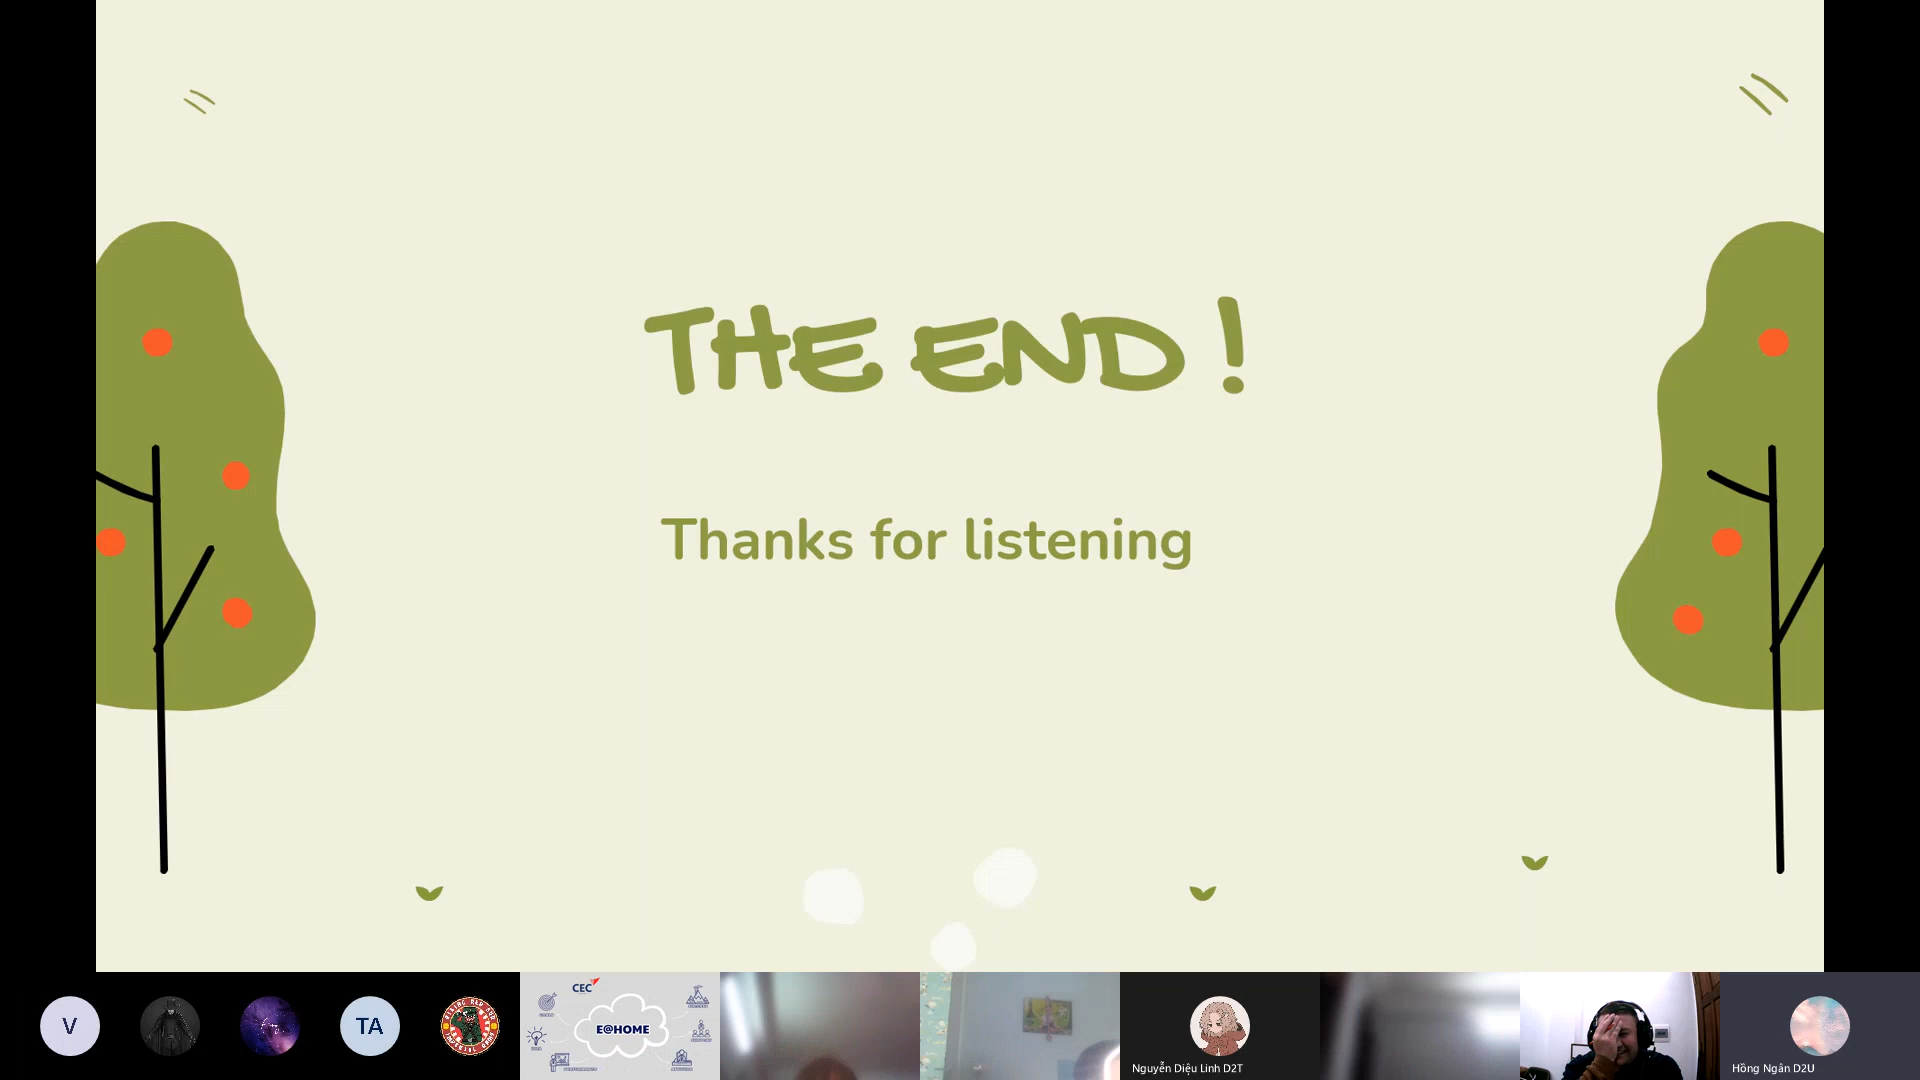 THE END !
Thanks for listening
V
TA
CEC
E@HOME
Nguyễn Diệu Linh D2T
Hồng Ngân D2U